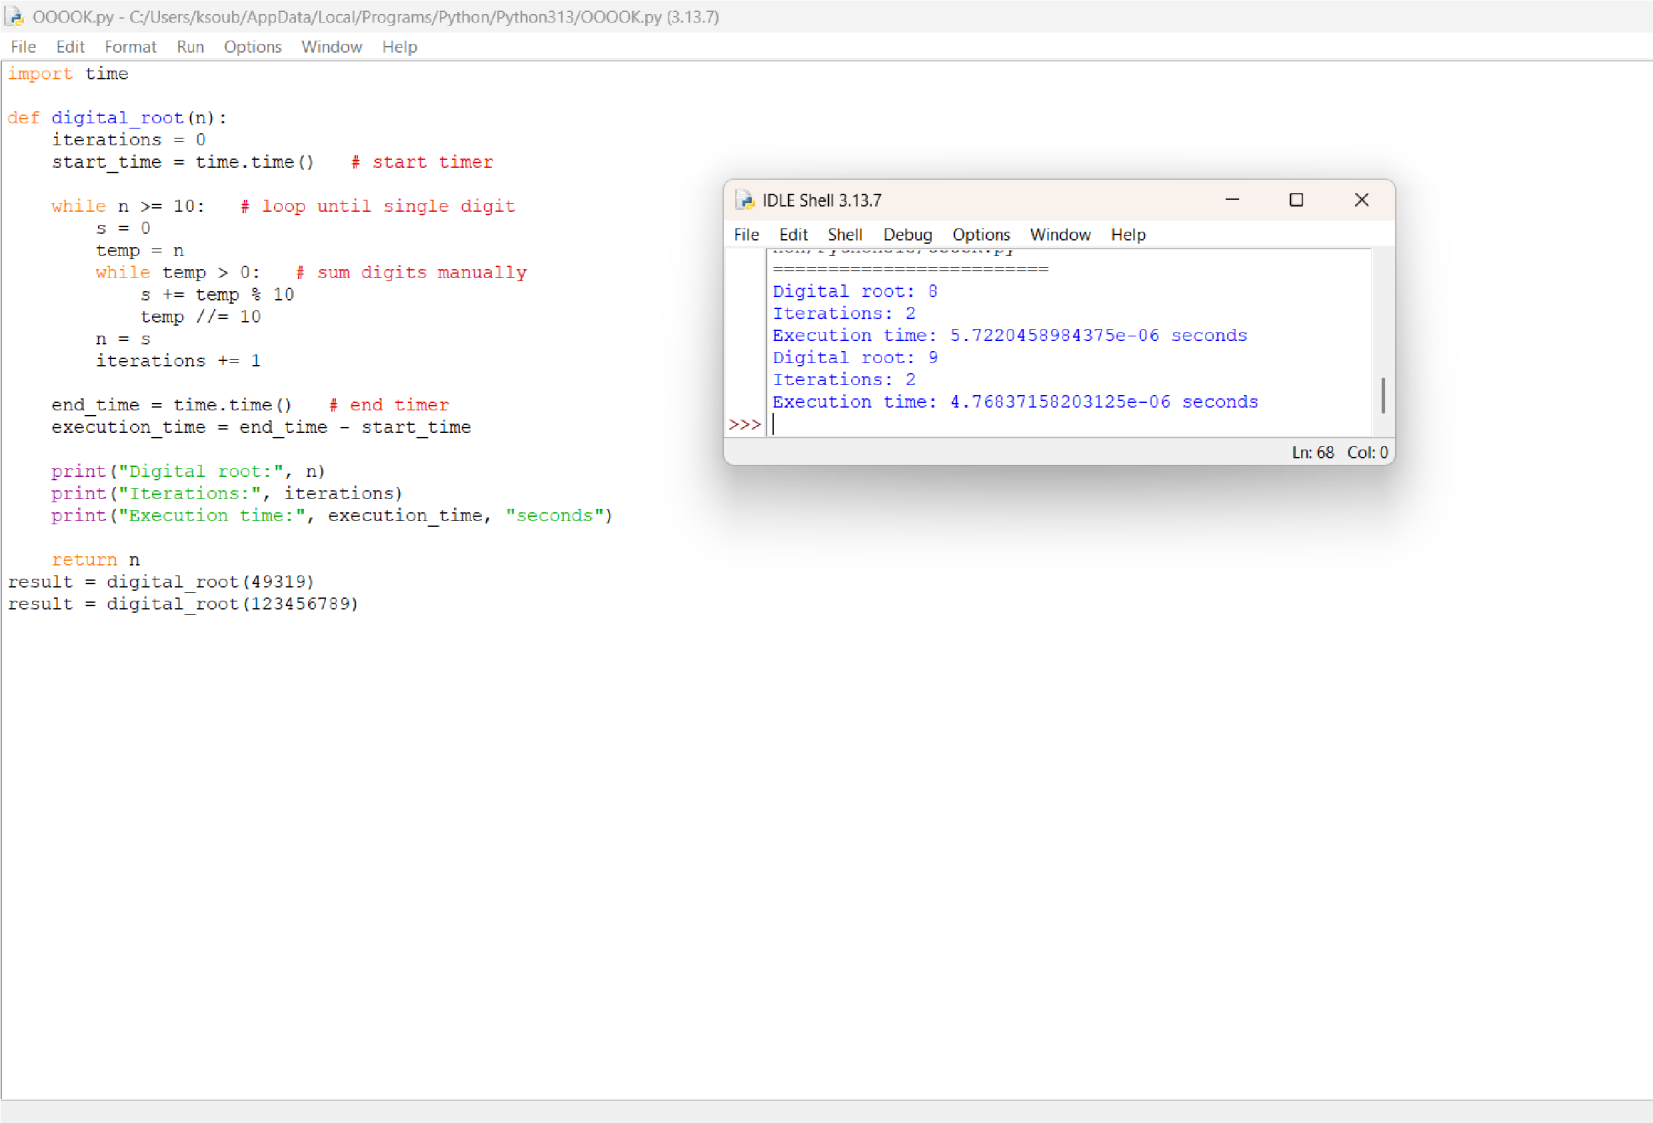 OOOOK.py - C:/Users/ksoub/AppData/Local/Programs/Python/Python313/OOOOK.py (3.13.7)
File Edit Format Run Options Window Help
import time

def digital_root(n):
    iterations = 0
    start_time = time.time()   # start timer

    while n >= 10:   # loop until single digit
        s = 0
        temp = n
        while temp > 0:   # sum digits manually
            s += temp % 10
            temp //= 10
        n = s
        iterations += 1

    end_time = time.time()   # end timer
    execution_time = end_time - start_time

    print("Digital root:", n)
    print("Iterations:", iterations)
    print("Execution time:", execution_time, "seconds")

    return n
result = digital_root(49319)
result = digital_root(123456789)
IDLE Shell 3.13.7
File Edit Shell Debug Options Window Help
=========================
Digital root: 8
Iterations: 2
Execution time: 5.7220458984375e-06 seconds
Digital root: 9
Iterations: 2
Execution time: 4.76837158203125e-06 seconds
>>>
Ln: 68 Col: 0